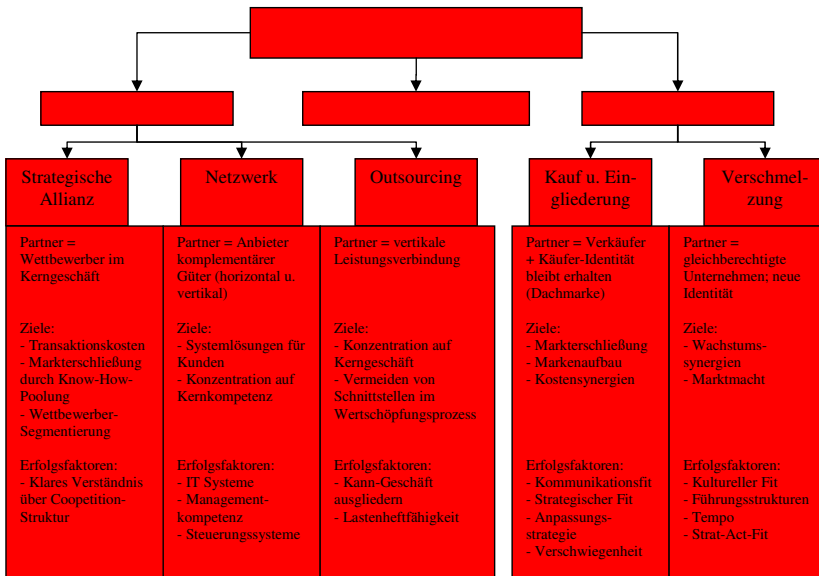 Strategische
Allianz
Netzwerk
Outsourcing
Kauf u. Ein-
gliederung
Verschmel-
zung
Partner =
Wettbewerber im
Kerngeschäft
Ziele:
- Transaktionskosten
- Markterschließung
durch Know-How-
Poolung
- Wettbewerber-
Segmentierung
Erfolgsfaktoren:
- Klares Verständnis
über Coopetition-
Struktur
Partner = Anbieter
komplementärer
Güter (horizontal u.
vertikal)
Ziele:
- Systemlösungen für
Kunden
- Konzentration auf
Kernkompetenz
Erfolgsfaktoren:
- IT Systeme
- Management-
kompetenz
- Steuerungssysteme
Partner = vertikale
Leistungsverbindung
Ziele:
- Konzentration auf
Kerngeschäft
- Vermeiden von
Schnittstellen im
Wertschöpfungsprozess
Erfolgsfaktoren:
- Kann-Geschäft
ausgliedern
- Lastenheftfähigkeit
Partner = Verkäufer
+ Käufer-Identität
bleibt erhalten
(Dachmarke)
Ziele:
- Markterschließung
- Markenaufbau
- Kostensynergien
Erfolgsfaktoren:
- Kommunikationsfit
- Strategischer Fit
- Anpassungs-
strategie
- Verschwiegenheit
Partner =
gleichberechtigte
Unternehmen; neue
Identität
Ziele:
- Wachstums-
synergien
- Marktmacht
Erfolgsfaktoren:
- Kultureller Fit
- Führungsstrukturen
- Tempo
- Strat-Act-Fit